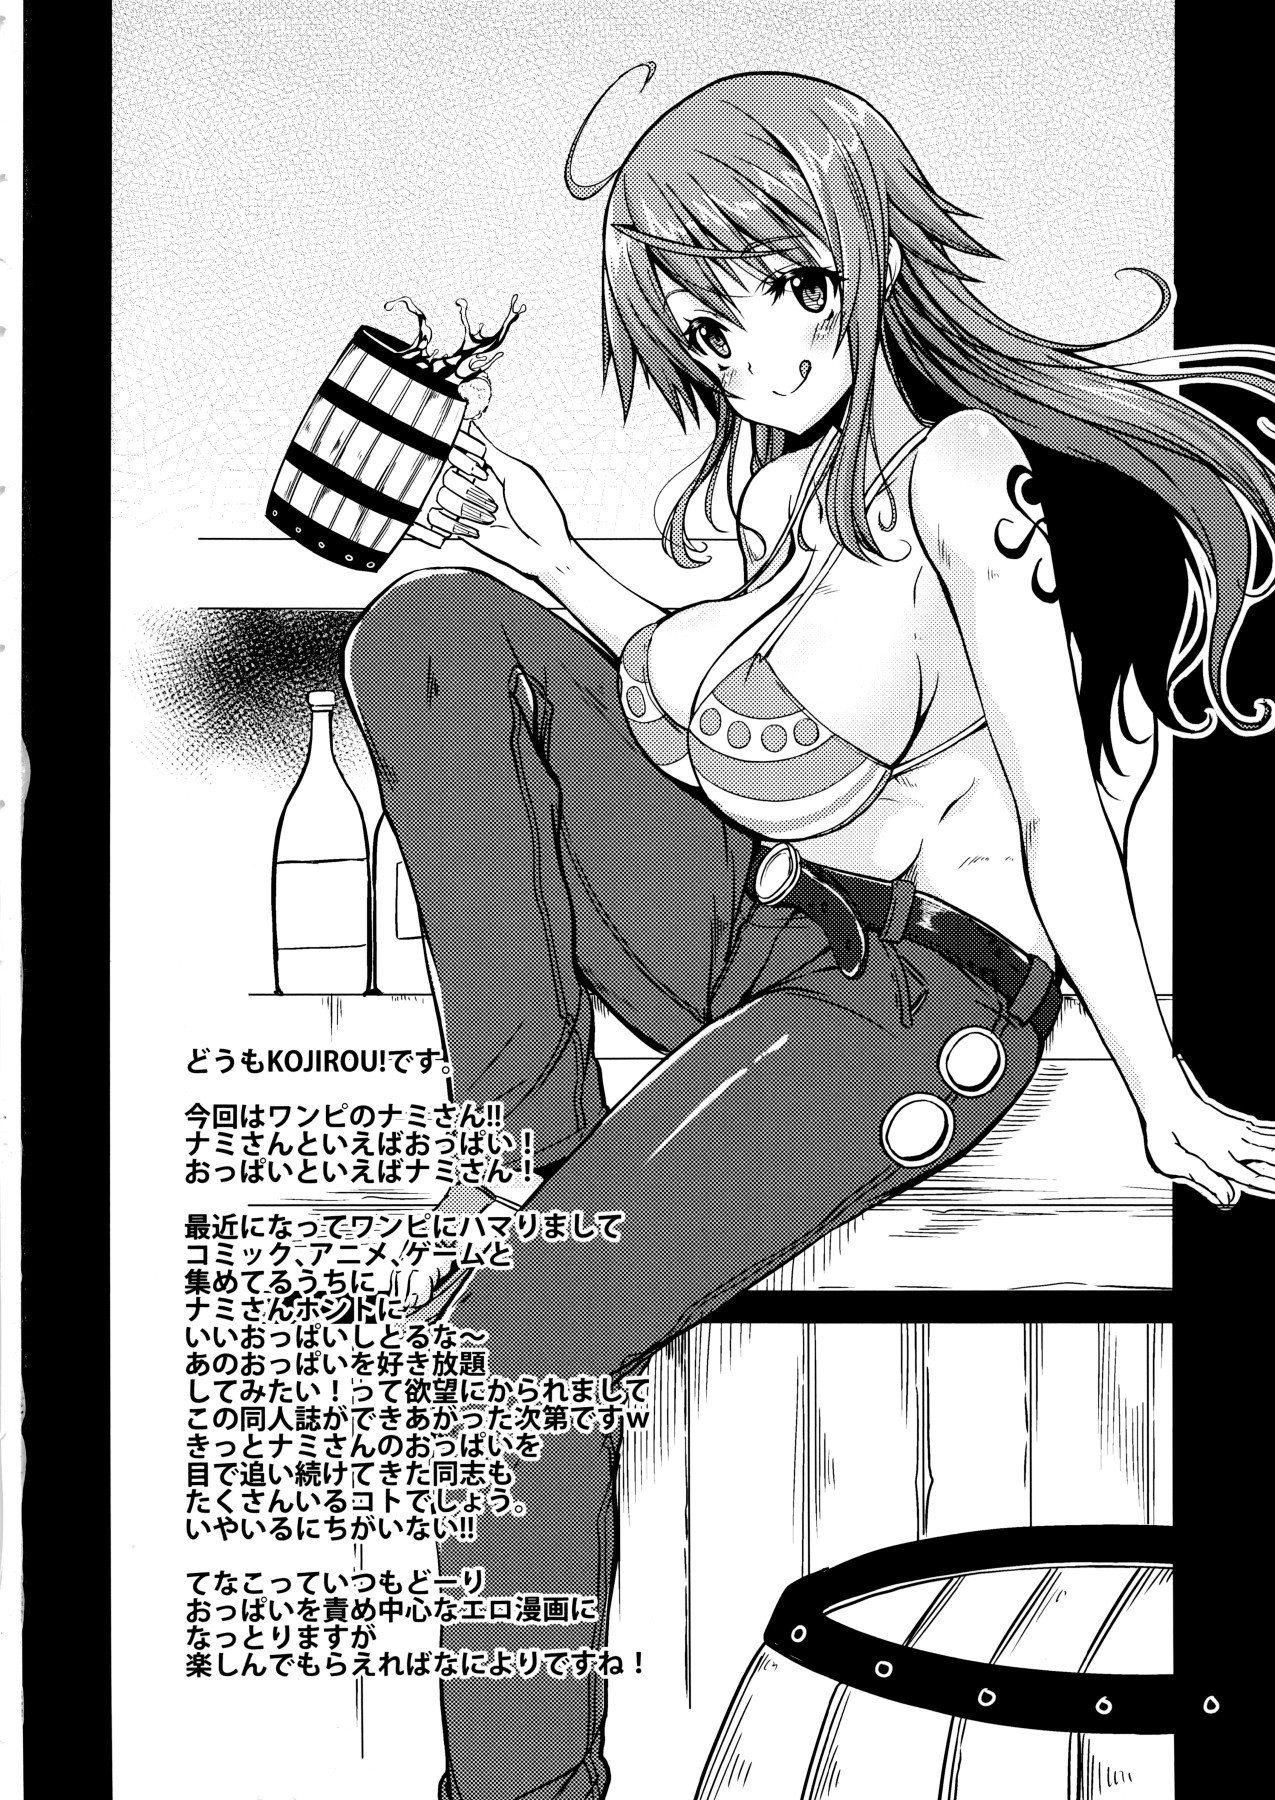 どうもKOJIROU!です。
今回はワンピのナミさん!!
ナミさんといえばおっぱい！
おっぱいといえばナミさん！
最近になってワンピにハマりまして
コミック、アニメ、ゲームと
集めてるうちに
ナミさんホントに
いいおっぱいしとるな～
あのおっぱいを好き放題
してみたい！って欲望にかられまして
この同人誌ができあがった次第ですw
きっとナミさんのおっぱいを
目で追い続けてきた同志も
たくさんいるコトでしょう。
いやいるにちがいない!!
てなこっていつもどーり
おっぱいを責め中心なエロ漫画に
なっとりますが
楽しんでもらえればなによりですね！